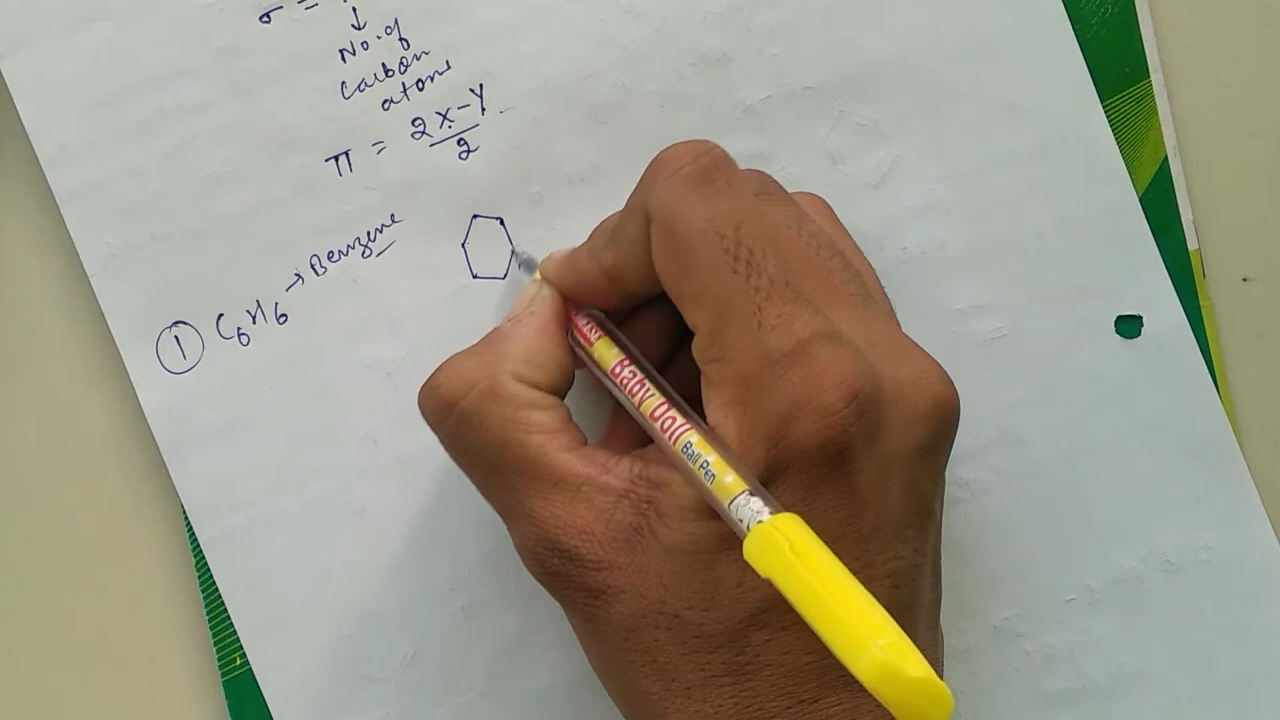 σ =
↓
No. of
Carbon
atoms
π = 2x-y/2
① C6H6 → Benzene
Baby Doll Ball Pen